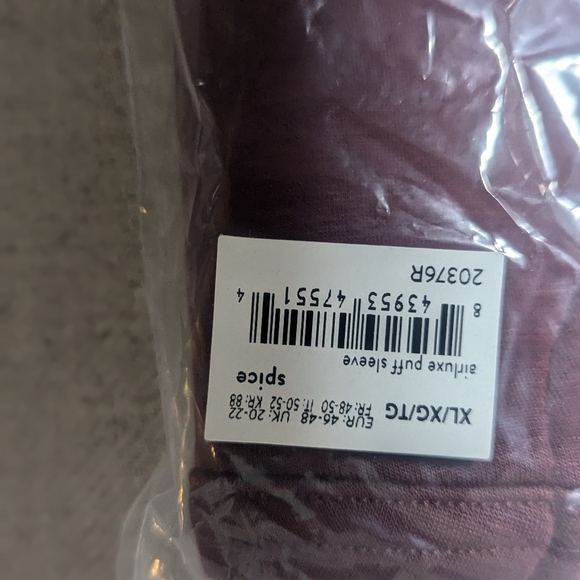 XL/XG/TG
EUR: 46-48 UK: 20-22
FR: 48-50 IT: 50-52 KR: 88
spice
airluxe puff sleeve
8 43953 47551 4
20376R